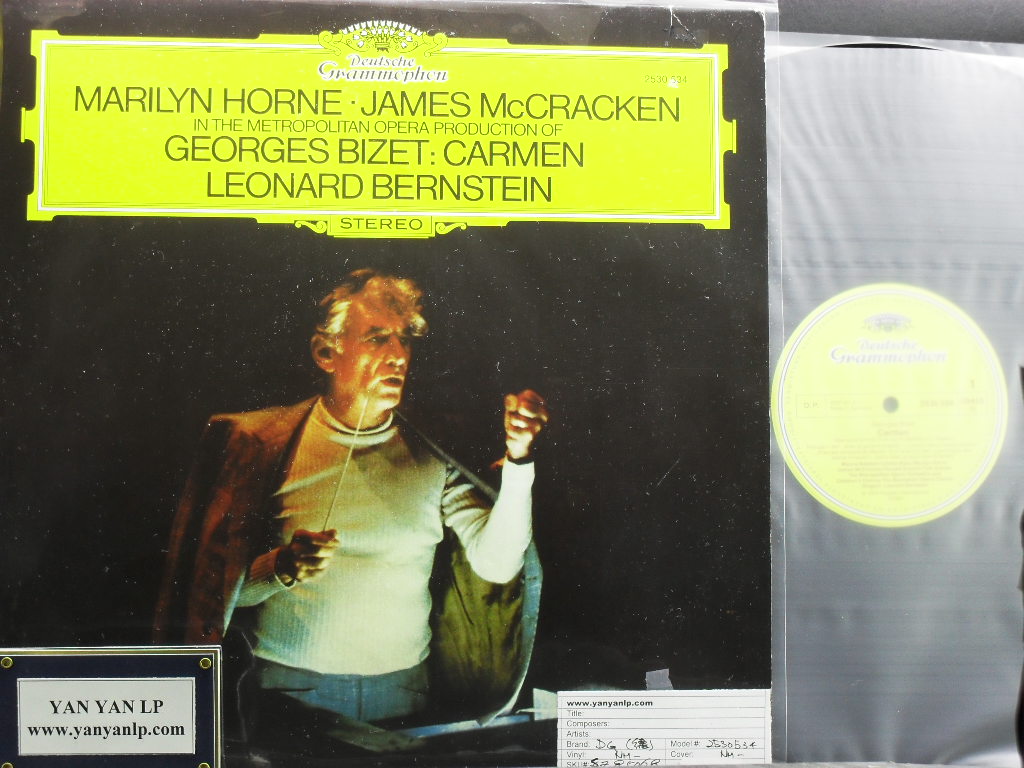 Deutsche
Grammophon
2530 534
MARILYN HORNE · JAMES McCRACKEN
IN THE METROPOLITAN OPERA PRODUCTION OF
GEORGES BIZET: CARMEN
LEONARD BERNSTEIN
STEREO
Deutsche
Grammophon
1
YAN YAN LP
www.yanyanlp.com
www.yanyanlp.com
Title:
Composers:
Artists:
Brand: DG Model#: 2530534
Vinyl: NM- Cover: NM-
SKU#